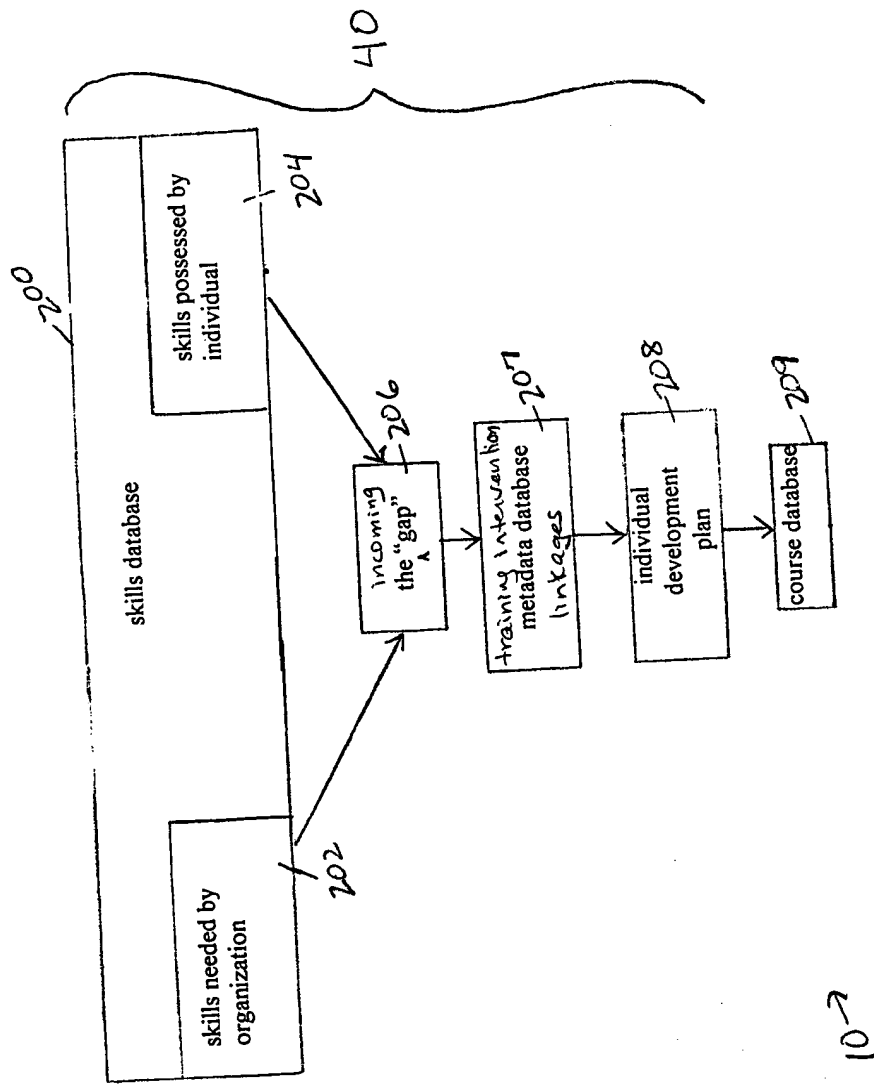 200
skills database
skills needed by
organization
202
skills possessed by
individual
204
40
incoming
the "gap"
^
206
training intervention
metadata database
linkages
207
individual
development
plan
208
course database
209
10